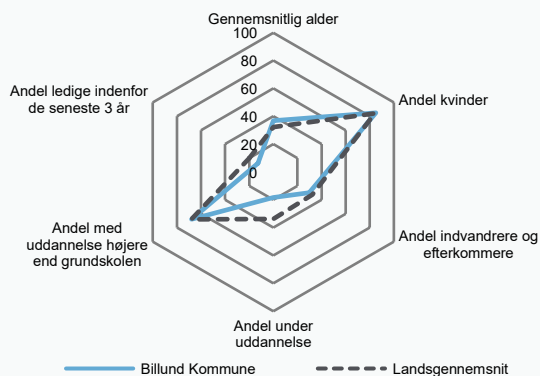 Gennemsnitlig alder
100
80
60
40
20
0
Andel kvinder
Andel indvandrere og
efterkommere
Andel under
uddannelse
Andel med
uddannelse højere
end grundskolen
Andel ledige indenfor
de seneste 3 år
Billund Kommune
Landsgennemsnit